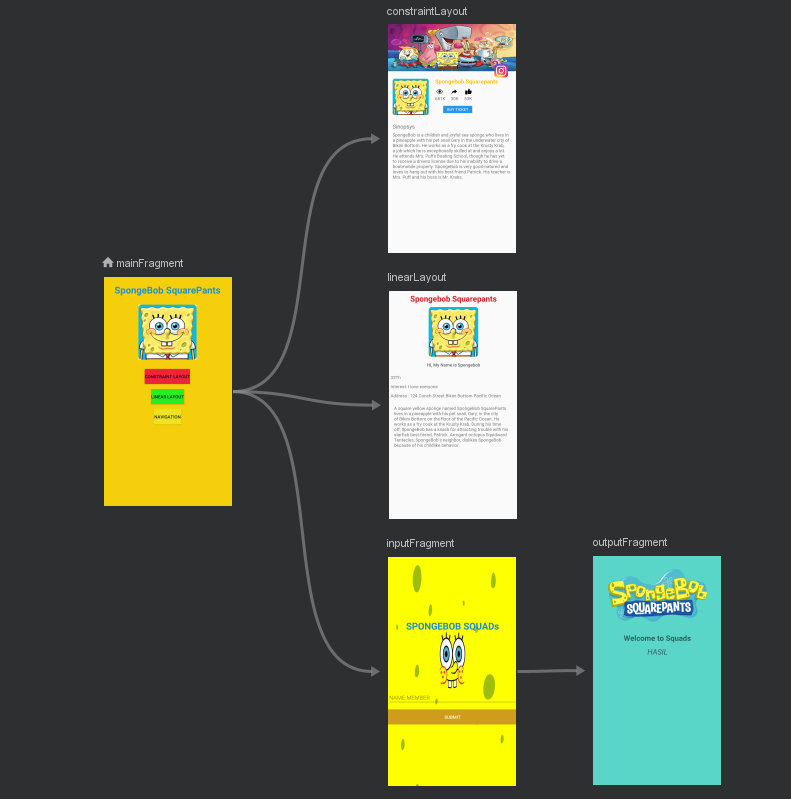 constraintLayout
Spongebob Squarepants
BUY TICKET
Sinopsys
SpongeBob is a childish and joyful sea sponge who lives in
a pineapple with his pet snail Gary in the underwater city of
Bikini Bottom. He works as a fry cook at the Krusty Krab,
a job which he is exceptionally skilled at and enjoys a lot.
He attends Mrs. Puff's Boating School, though he has yet
to receive a drivers license due to his inability to drive a
boatmobile properly. SpongeBob is very good natured and
loves to hang out with his best friend Patrick. His teacher is
Mrs. Puff and his boss is Mr. Krabs.
mainFragment
SpongeBob SquarePants
CONSTRAINT LAYOUT
LINEAR LAYOUT
NAVIGATION
linearLayout
Spongebob Squarepants
Hi, My Name is Spongebob
Interest: I love everyone
Address : 124 Conch Street Bikini Bottom Pacific Ocean
A square yellow sponge named SpongeBob SquarePants
lives in a pineapple with his pet snail, Gary, in the city
of Bikini Bottom on the floor of the Pacific Ocean. He
works as a fry cook at the Krusty Krab. During his time
off, SpongeBob has a knack for attracting trouble with his
starfish best friend, Patrick. Arrogant octopus Squidward
Tentacles, SpongeBob's neighbor, dislikes SpongeBob
because of his childlike behavior.
inputFragment
SPONGEBOB SQUADs
NAME MEMBER
SUBMIT
outputFragment
SpongeBob
SQUAREPANTS
Welcome to Squads
HASIL